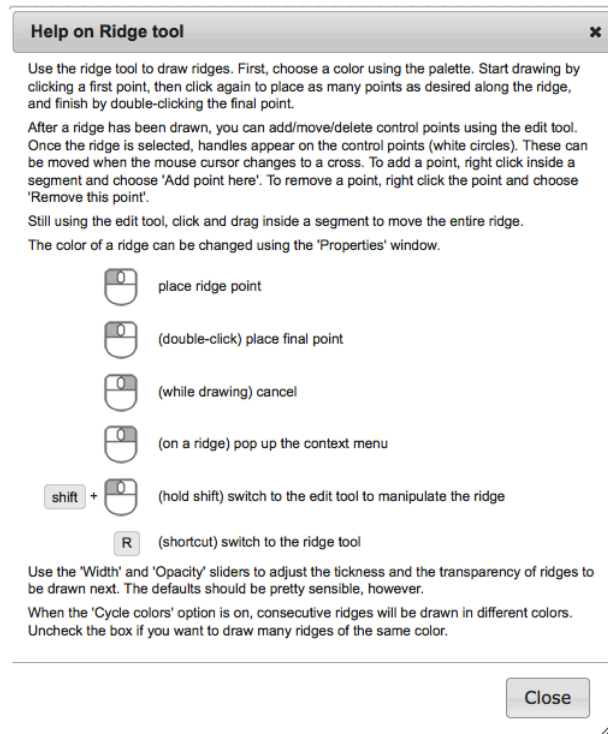 Help on Ridge tool
Use the ridge tool to draw ridges. First, choose a color using the palette. Start drawing by
clicking a first point, then click again to place as many points as desired along the ridge,
and finish by double-clicking the final point.
After a ridge has been drawn, you can add/move/delete control points using the edit tool.
Once the ridge is selected, handles appear on the control points (white circles). These can
be moved when the mouse cursor changes to a cross. To add a point, right click inside a
segment and choose 'Add point here'. To remove a point, right click the point and choose
'Remove this point'.
Still using the edit tool, click and drag inside a segment to move the entire ridge.
The color of a ridge can be changed using the 'Properties' window.
place ridge point
(double-click) place final point
(while drawing) cancel
(on a ridge) pop up the context menu
shift + (hold shift) switch to the edit tool to manipulate the ridge
R (shortcut) switch to the ridge tool
Use the 'Width' and 'Opacity' sliders to adjust the tickness and the transparency of ridges to
be drawn next. The defaults should be pretty sensible, however.
When the 'Cycle colors' option is on, consecutive ridges will be drawn in different colors.
Uncheck the box if you want to draw many ridges of the same color.
Close